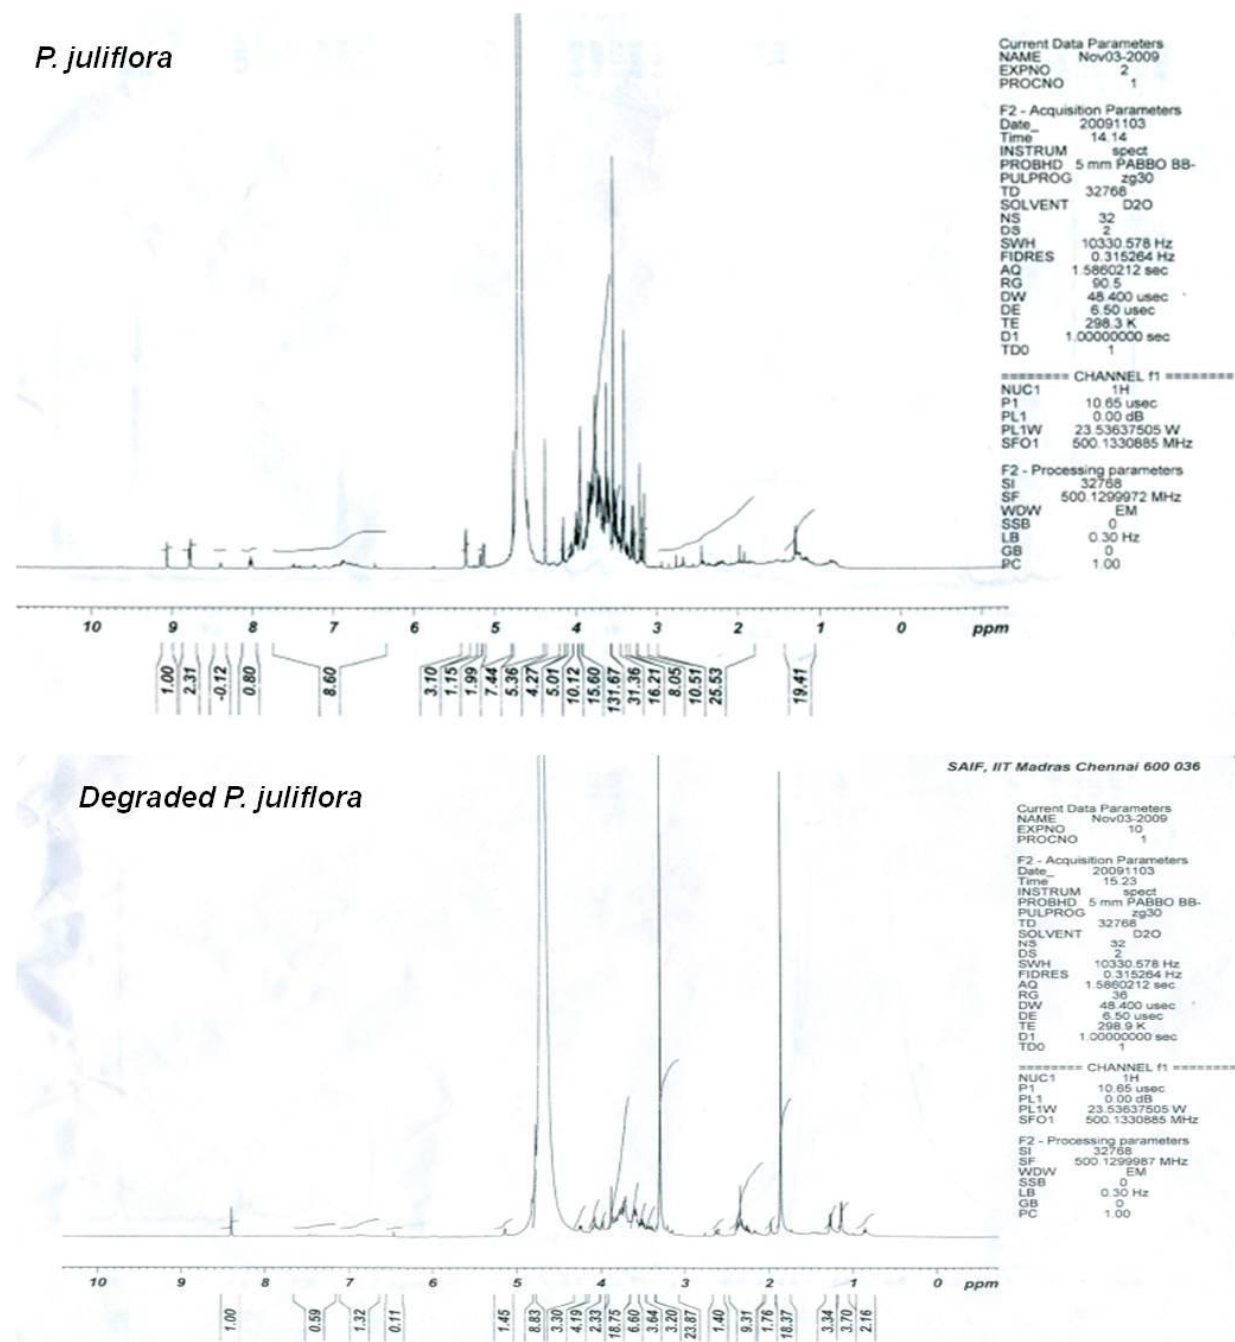 P. juliflora
Current Data Parameters
NAME Nov03-2009
EXPNO 2
PROCNO 1
F2 - Acquisition Parameters
Date_ 20091103
Time 14.14
INSTRUM spect
PROBHD 5 mm PABBO BB-
PULPROG zg30
TD 32768
SOLVENT D2O
NS 32
DS 2
SWH 10330.578 Hz
FIDRES 0.315264 Hz
AQ 1.5860212 sec
RG 90.5
DW 48.400 usec
DE 6.50 usec
TE 298.3 K
D1 1.00000000 sec
TD0 1
======== CHANNEL f1 ========
NUC1 1H
P1 10.65 usec
PL1 0.00 dB
PL1W 23.53637505 W
SFO1 500.1330885 MHz
F2 - Processing parameters
SI 32768
SF 500.1299972 MHz
WDW EM
SSB 0
LB 0.30 Hz
GB 0
PC 1.00
10 9 8 7 6 5 4 3 2 1 0 ppm
1.00 2.31 -0.12 0.80 8.60 3.10 1.15 1.99 7.44 5.36 4.27 5.01 10.12 15.60 131.67 31.36 16.21 8.05 10.51 25.53 19.41
SAIF, IIT Madras Chennai 600 036
Degraded P. juliflora
Current Data Parameters
NAME Nov03-2009
EXPNO 10
PROCNO 1
F2 - Acquisition Parameters
Date_ 20091103
Time 15.23
INSTRUM spect
PROBHD 5 mm PABBO BB-
PULPROG zg30
TD 32768
SOLVENT D2O
NS 32
DS 2
SWH 10330.578 Hz
FIDRES 0.315264 Hz
AQ 1.5860212 sec
RG 36
DW 48.400 usec
DE 6.50 usec
TE 298.9 K
D1 1.00000000 sec
TD0 1
======== CHANNEL f1 ========
NUC1 1H
P1 10.65 usec
PL1 0.00 dB
PL1W 23.53637505 W
SFO1 500.1330885 MHz
F2 - Processing parameters
SI 32768
SF 500.1299987 MHz
WDW EM
SSB 0
LB 0.30 Hz
GB 0
PC 1.00
10 9 8 7 6 5 4 3 2 1 0 ppm
1.00 0.59 1.32 0.11 1.45 8.83 3.30 4.19 2.33 18.75 6.60 3.64 3.20 23.87 1.40 9.31 1.76 18.37 3.34 3.70 2.16